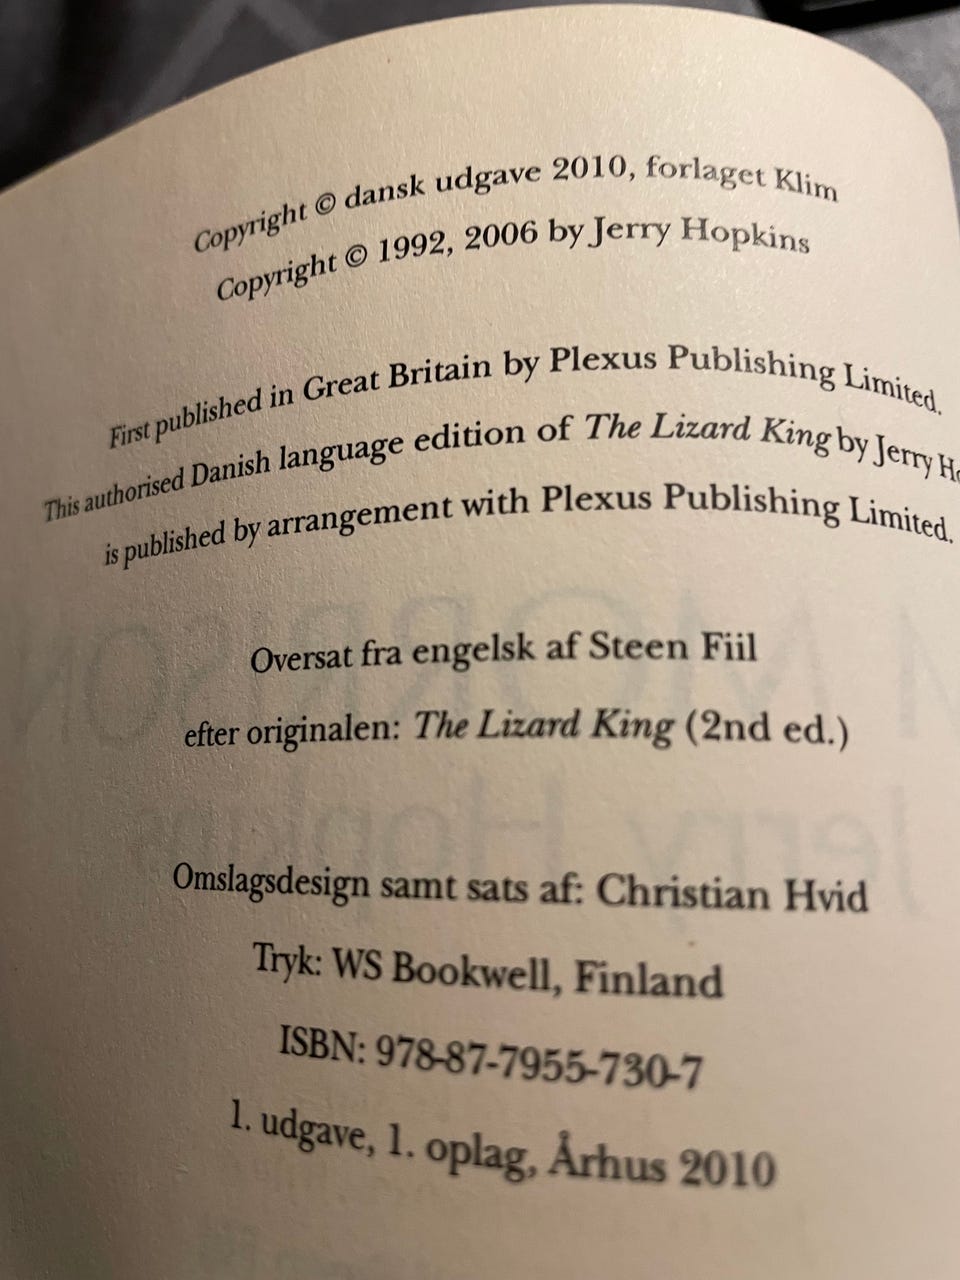 Copyright © dansk udgave 2010, forlaget Klim
Copyright © 1992, 2006 by Jerry Hopkins
First published in Great Britain by Plexus Publishing Limited.
This authorised Danish language edition of The Lizard King by Jerry
is published by arrangement with Plexus Publishing Limited.
Oversat fra engelsk af Steen Fiil
efter originalen: The Lizard King (2nd ed.)
Omslagsdesign samt sats af: Christian Hvid
Tryk: WS Bookwell, Finland
ISBN: 978-87-7955-730-7
1. udgave, 1. oplag, Århus 2010